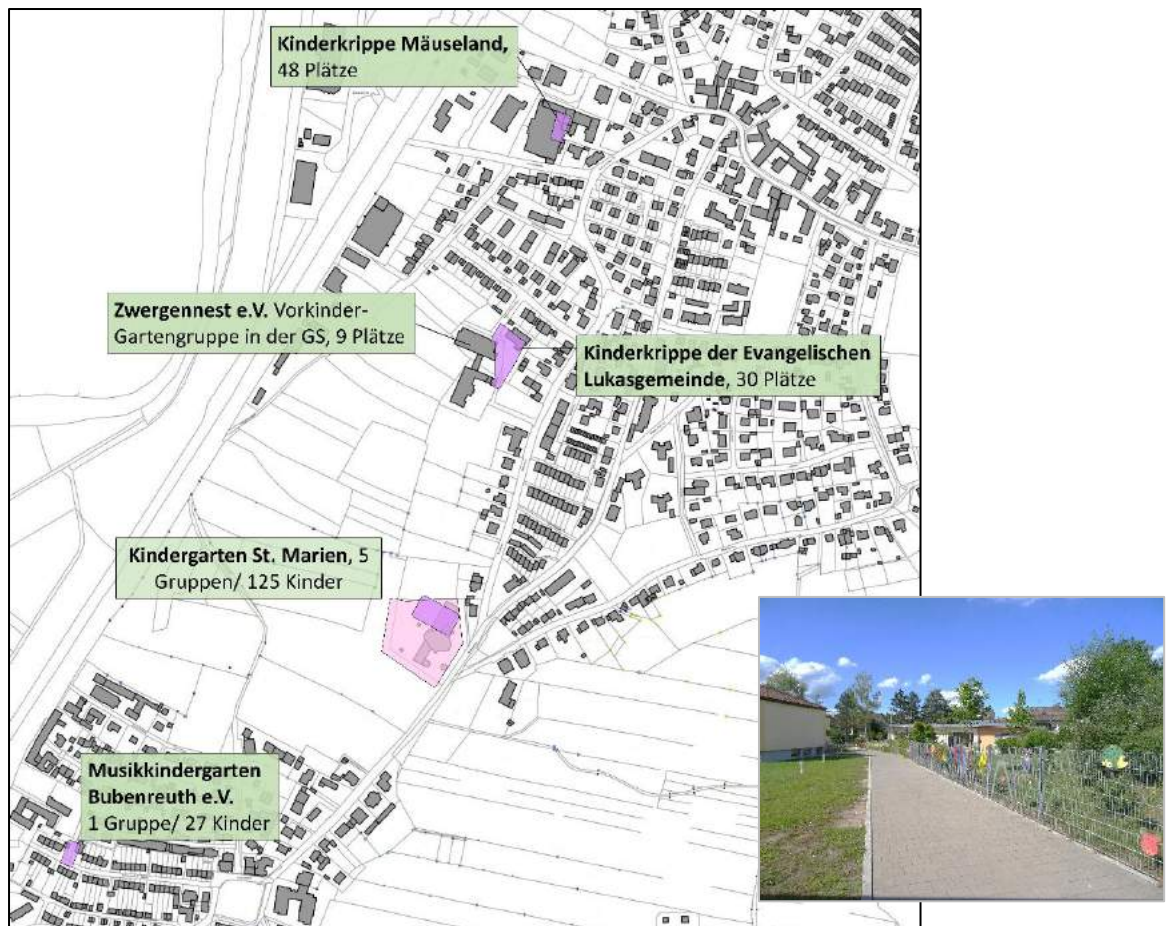 Kinderkrippe Mäuseland,
48 Plätze
Zwergennest e.V. Vorkinder-
Gartengruppe in der GS, 9 Plätze
Kinderkrippe der Evangelischen
Lukasgemeinde, 30 Plätze
Kindergarten St. Marien, 5
Gruppen/ 125 Kinder
Musikkindergarten
Bubenreuth e.V.
1 Gruppe/ 27 Kinder